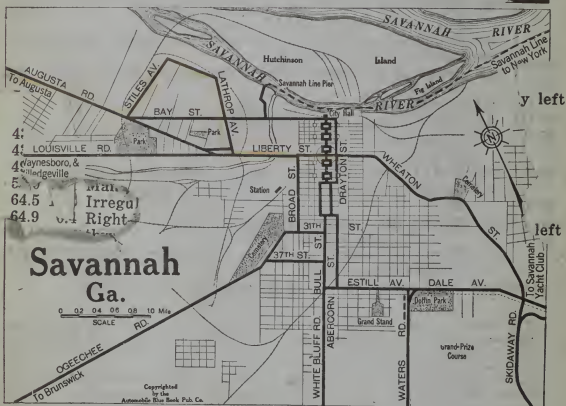 SAVANNAH
RIVER
Savannah Line
to New York
Hutchinson
Island
SAVANNAH
Savannah Line Pier
Fig Island
RIVER
City Hall
AUGUSTA RD.
To Augusta
STILES AV.
LATHROP AV.
BAY ST.
Park
Park
LOUISVILLE RD.
LIBERTY ST.
Waynesboro, &
Milledgeville
y left
N
WHEATON ST.
Cemetery
DRAYTON ST.
BROAD ST.
Station
64.5
Irregul
64.9
Right-
left
31TH ST.
37TH ST.
Cemetery
BULL ST.
To Savannah
Yacht Club
Savannah
Ga.
0 0.2 0.4 0.6 0.8 1.0 Mile
SCALE
ESTILL AV.
DALE AV.
Daffin Park
Grand Stand
Grand-Prize
Course
OGEECHEE RD.
To Brunswick
WHITE BLUFF RD.
ABERCORN
WATERS RD.
SKIDAWAY RD.
Copyrighted
by the
Automobile Blue Book Pub. Co.